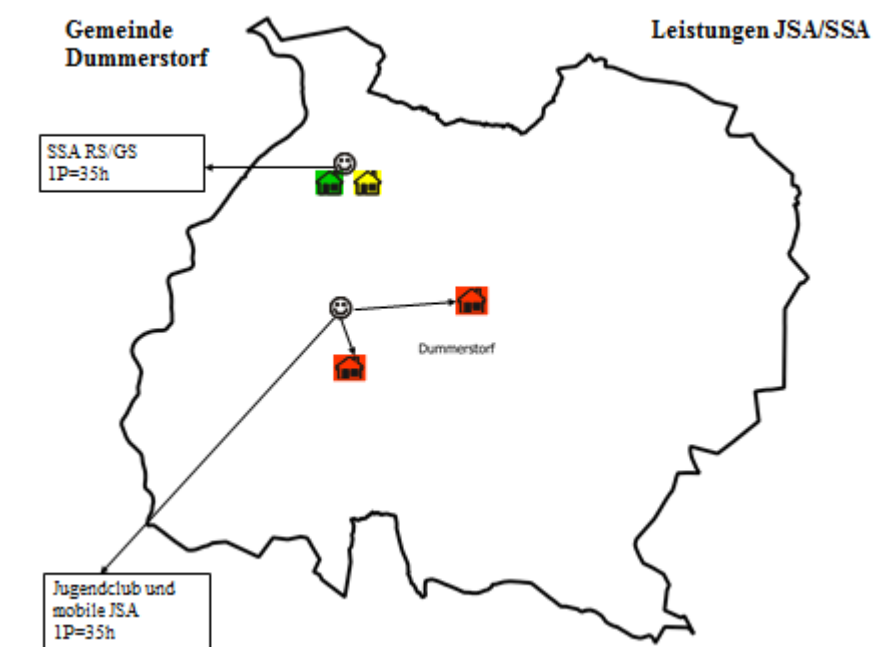 Gemeinde
Dummerstorf
Leistungen JSA/SSA
SSA RS/GS
1P=35h
Dummerstorf
Jugendclub und
mobile JSA
1P=35h